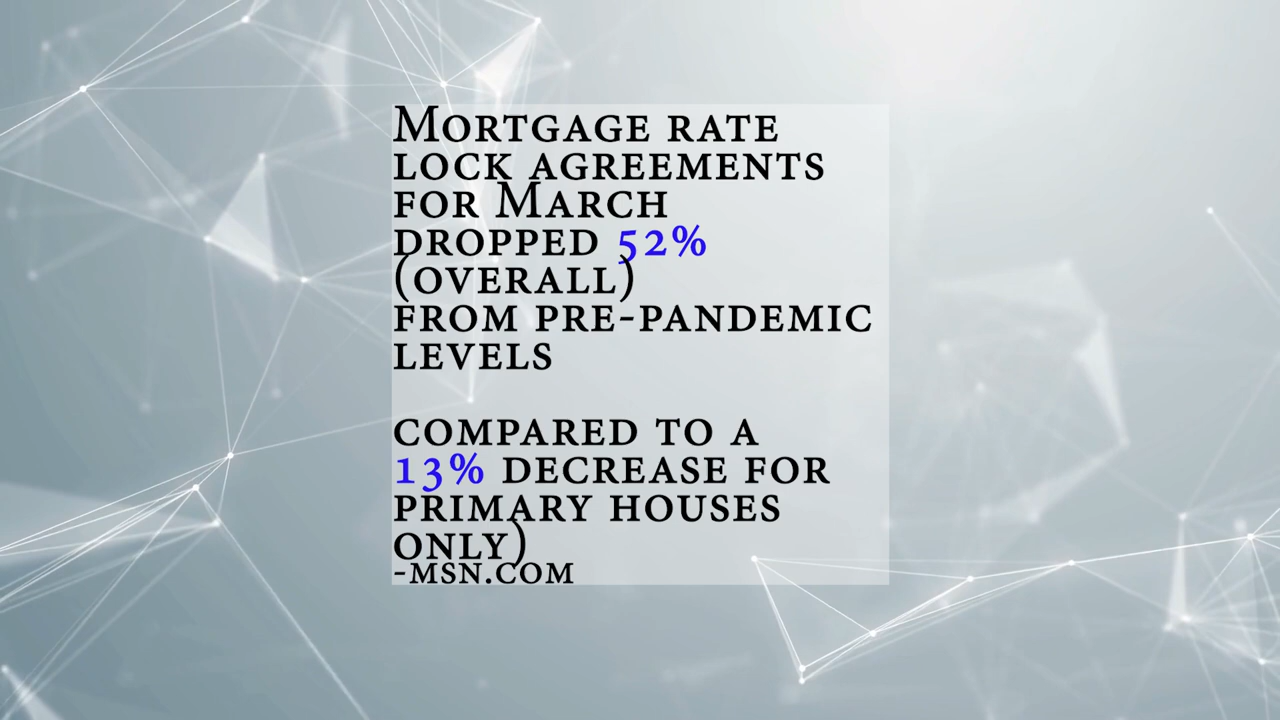 Mortgage rate
lock agreements
for March
dropped 52%
(overall)
from pre-pandemic
levels
compared to a
13% decrease for
primary houses
only)
-msn.com